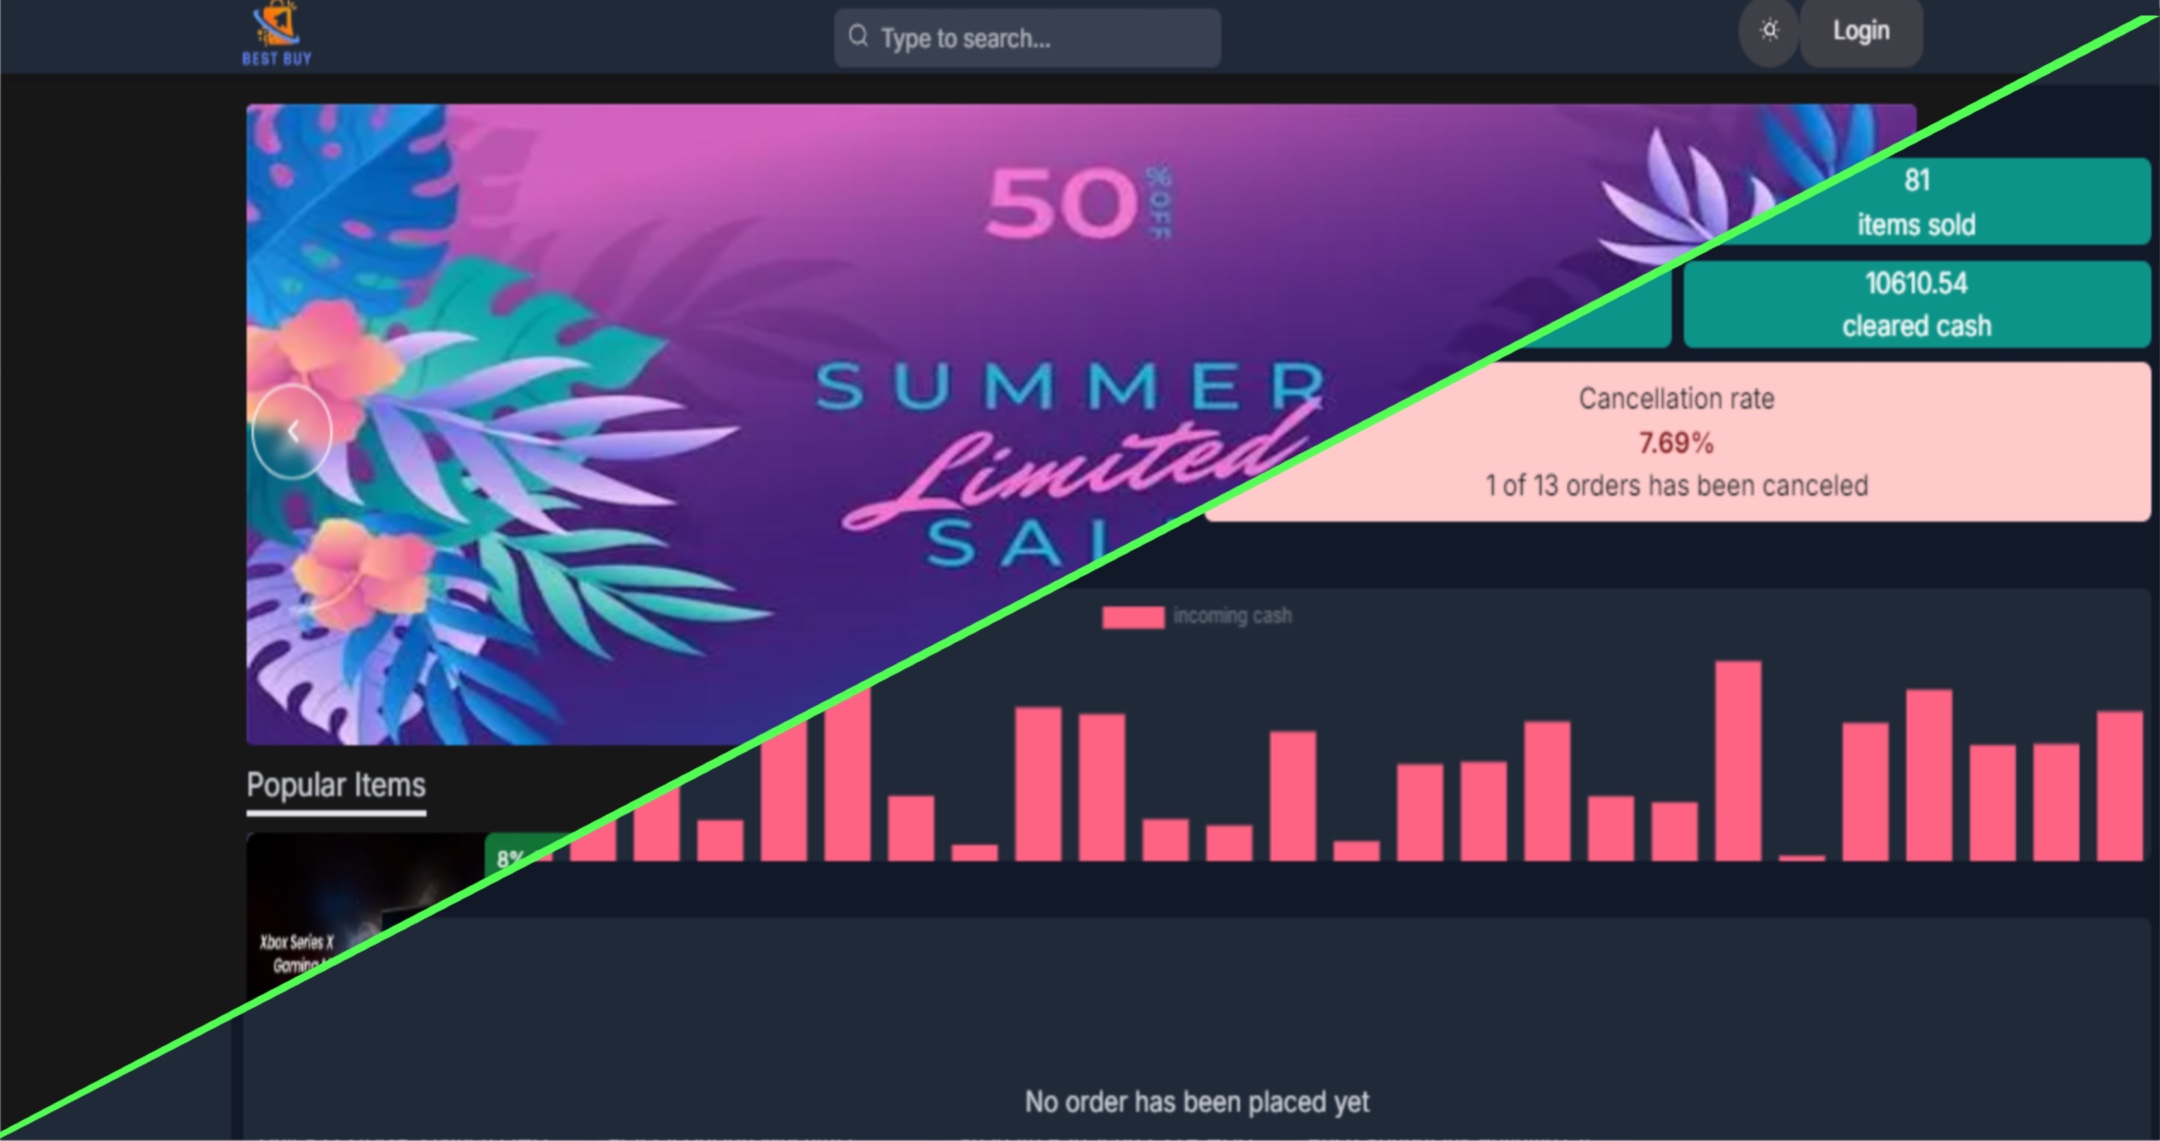 BEST BUY
Type to search...
Login
50 % OFF
SUMMER
Limited
SAL
81
items sold
10610.54
cleared cash
Cancellation rate
7.69%
1 of 13 orders has been canceled
incoming cash
Popular Items
8%
Xbox Series X
Gaming
No order has been placed yet